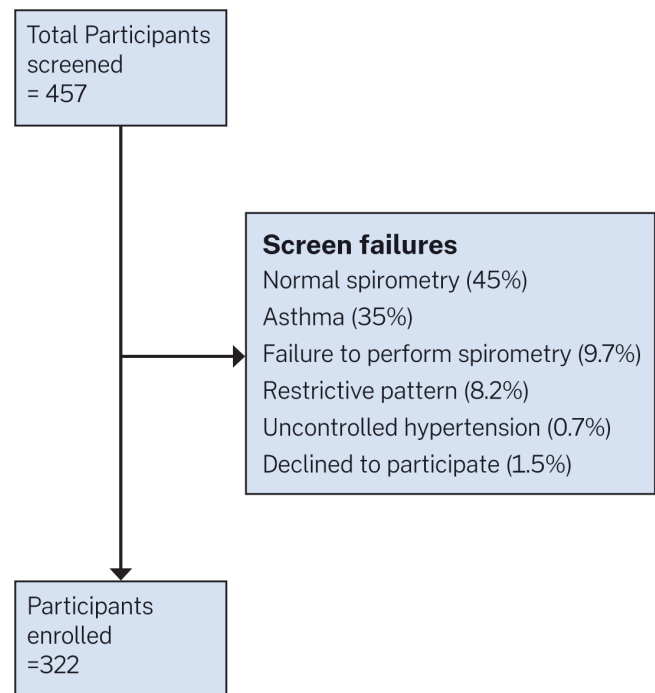 Total Participants
screened
= 457
Screen failures
Normal spirometry (45%)
Asthma (35%)
Failure to perform spirometry (9.7%)
Restrictive pattern (8.2%)
Uncontrolled hypertension (0.7%)
Declined to participate (1.5%)
Participants
enrolled
=322